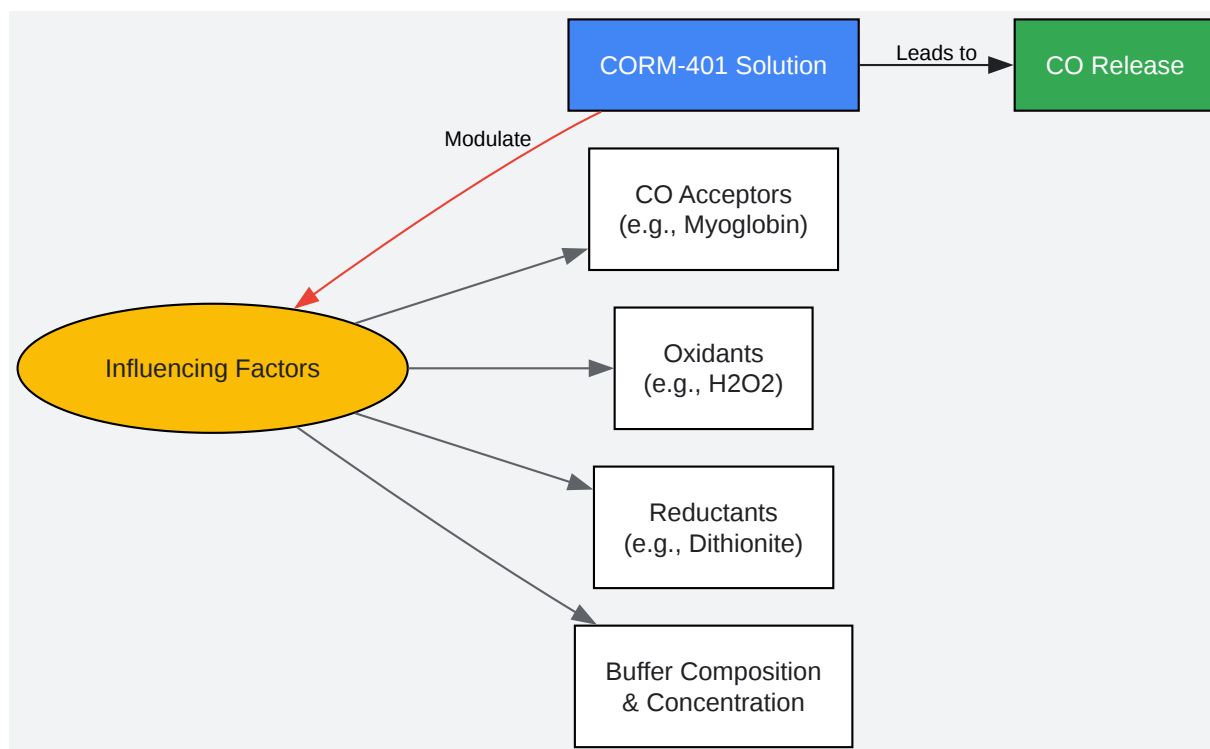 CORM-401 Solution
Leads to
CO Release
Modulate
CO Acceptors
(e.g., Myoglobin)
Influencing Factors
Oxidants
(e.g., H2O2)
Reductants
(e.g., Dithionite)
Buffer Composition
& Concentration